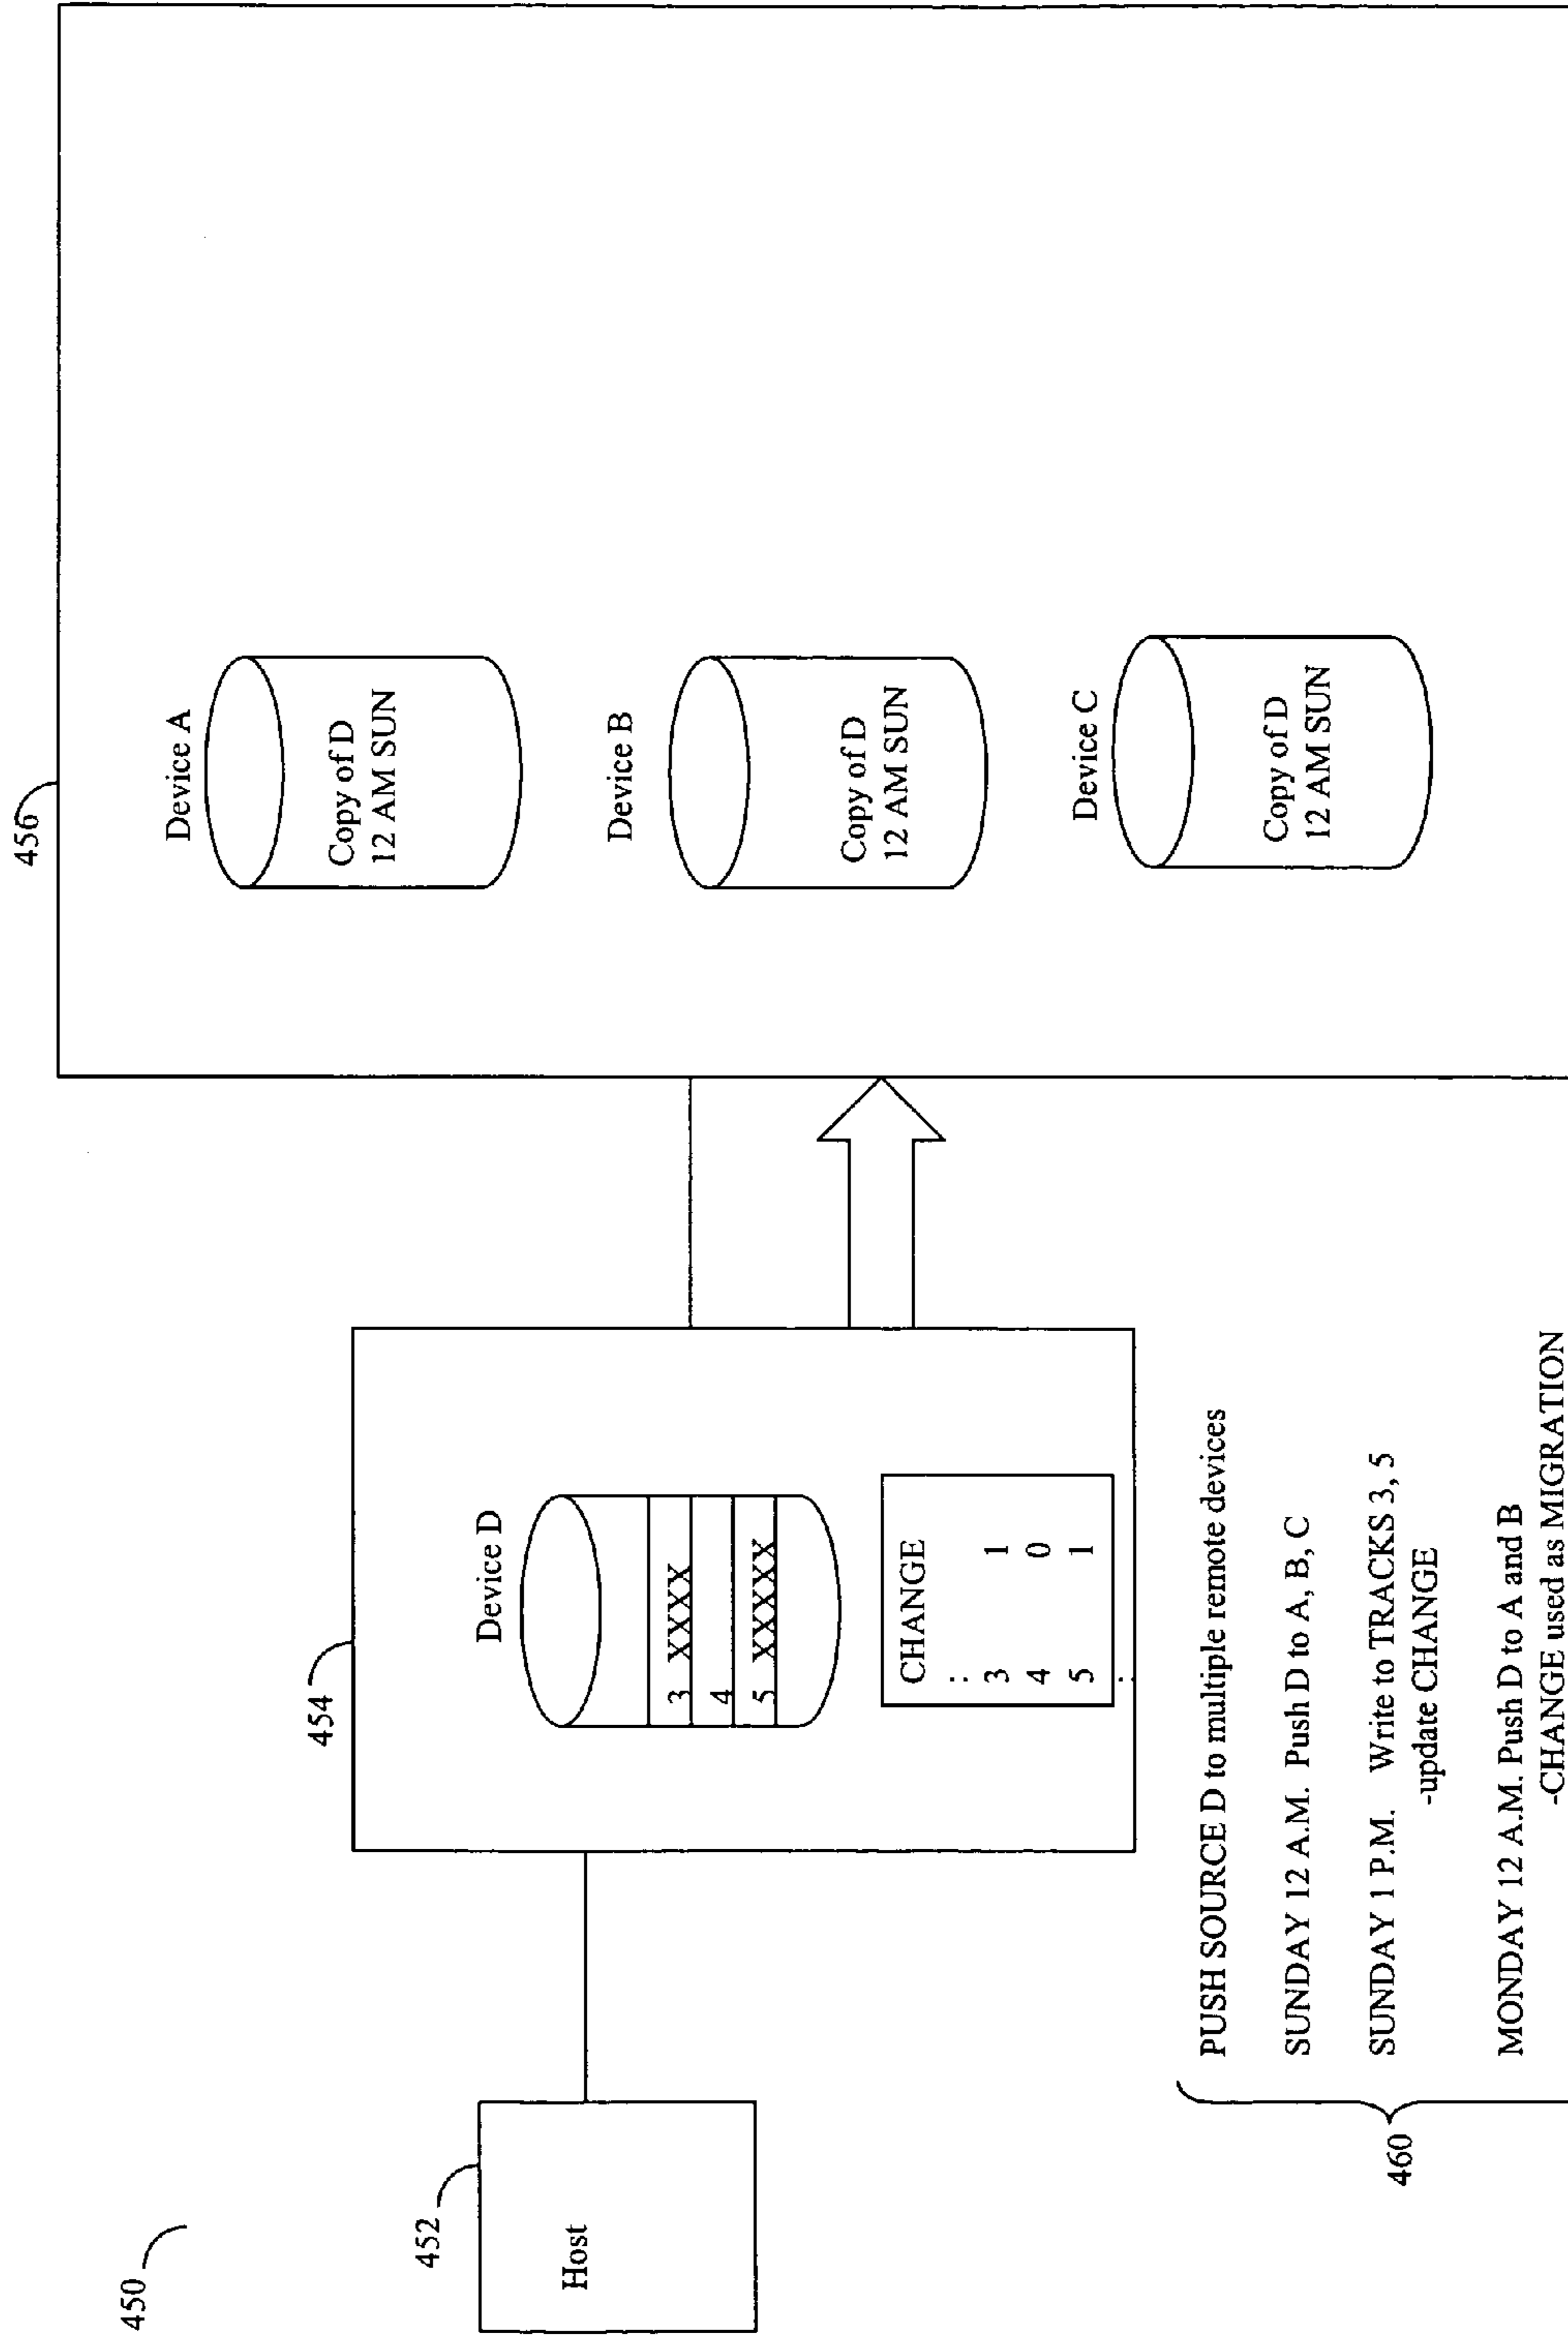 450
452
Host
454
Device D
3 XXXX
4
5 XXXXX
CHANGE
:
3 1
4 0
5 1
:
456
Device A
Copy of D
12 AM SUN
Device B
Copy of D
12 AM SUN
Device C
Copy of D
12 AM SUN
460
PUSH SOURCE D to multiple remote devices
SUNDAY 12 A.M. Push D to A, B, C
SUNDAY 1 P.M. Write to TRACKS 3, 5
-update CHANGE
MONDAY 12 A.M. Push D to A and B
-CHANGE used as MIGRATION